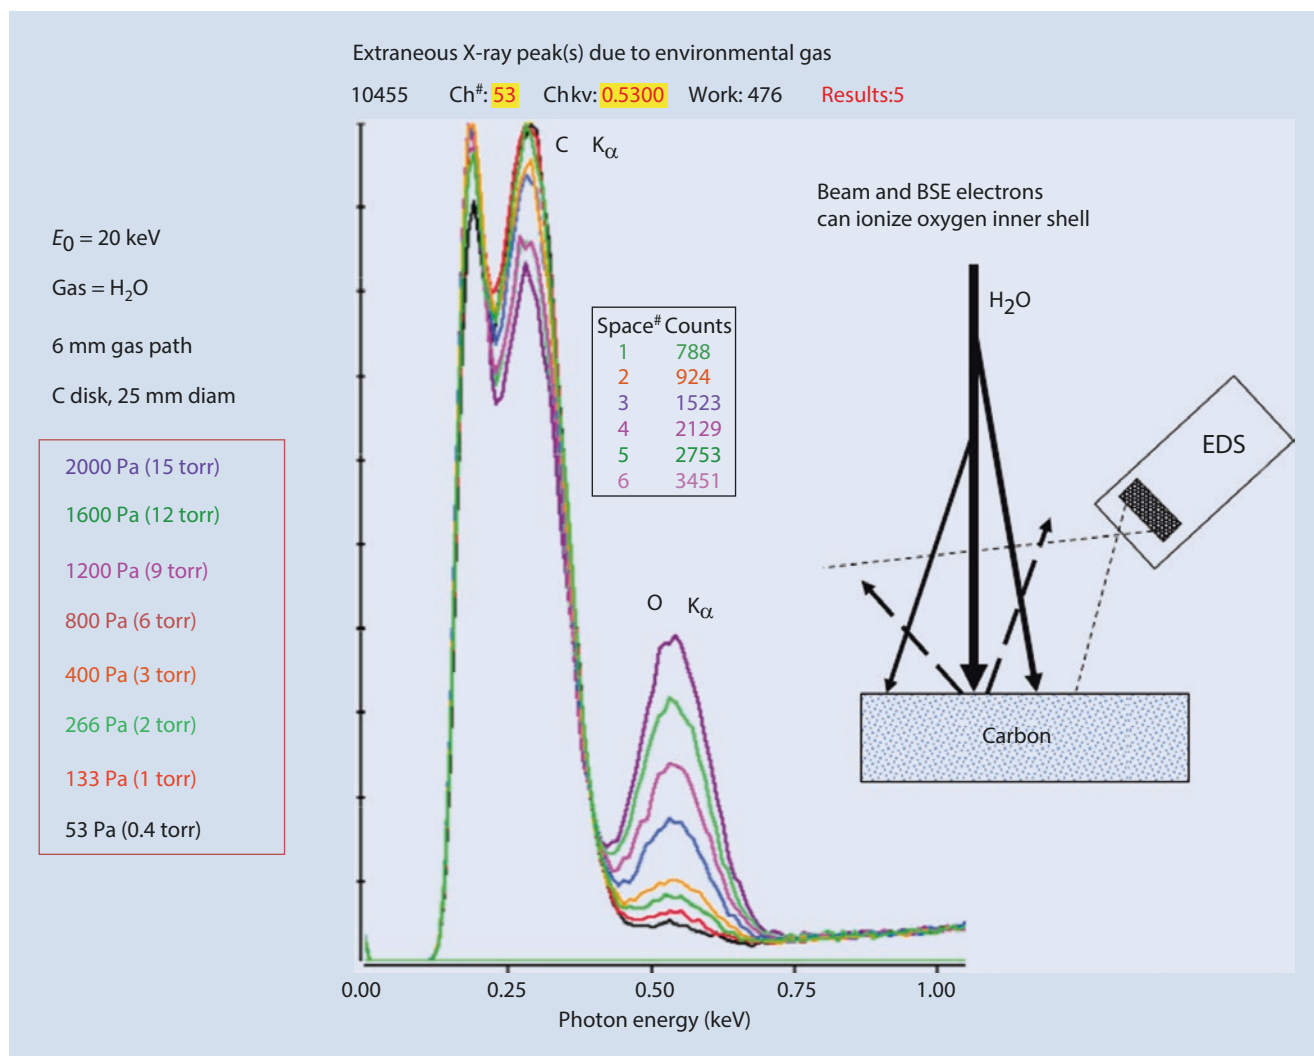 Extraneous X-ray peak(s) due to environmental gas
10455 Ch#: 53 Chkv: 0.5300 Work: 476 Results:5
E0 = 20 keV
Gas = H2O
6 mm gas path
C disk, 25 mm diam
2000 Pa (15 torr)
1600 Pa (12 torr)
1200 Pa (9 torr)
800 Pa (6 torr)
400 Pa (3 torr)
266 Pa (2 torr)
133 Pa (1 torr)
53 Pa (0.4 torr)
C Kα
Space# Counts
1 788
2 924
3 1523
4 2129
5 2753
6 3451
O Kα
Beam and BSE electrons
can ionize oxygen inner shell
H2O
EDS
Carbon
0.00 0.25 0.50 0.75 1.00
Photon energy (keV)